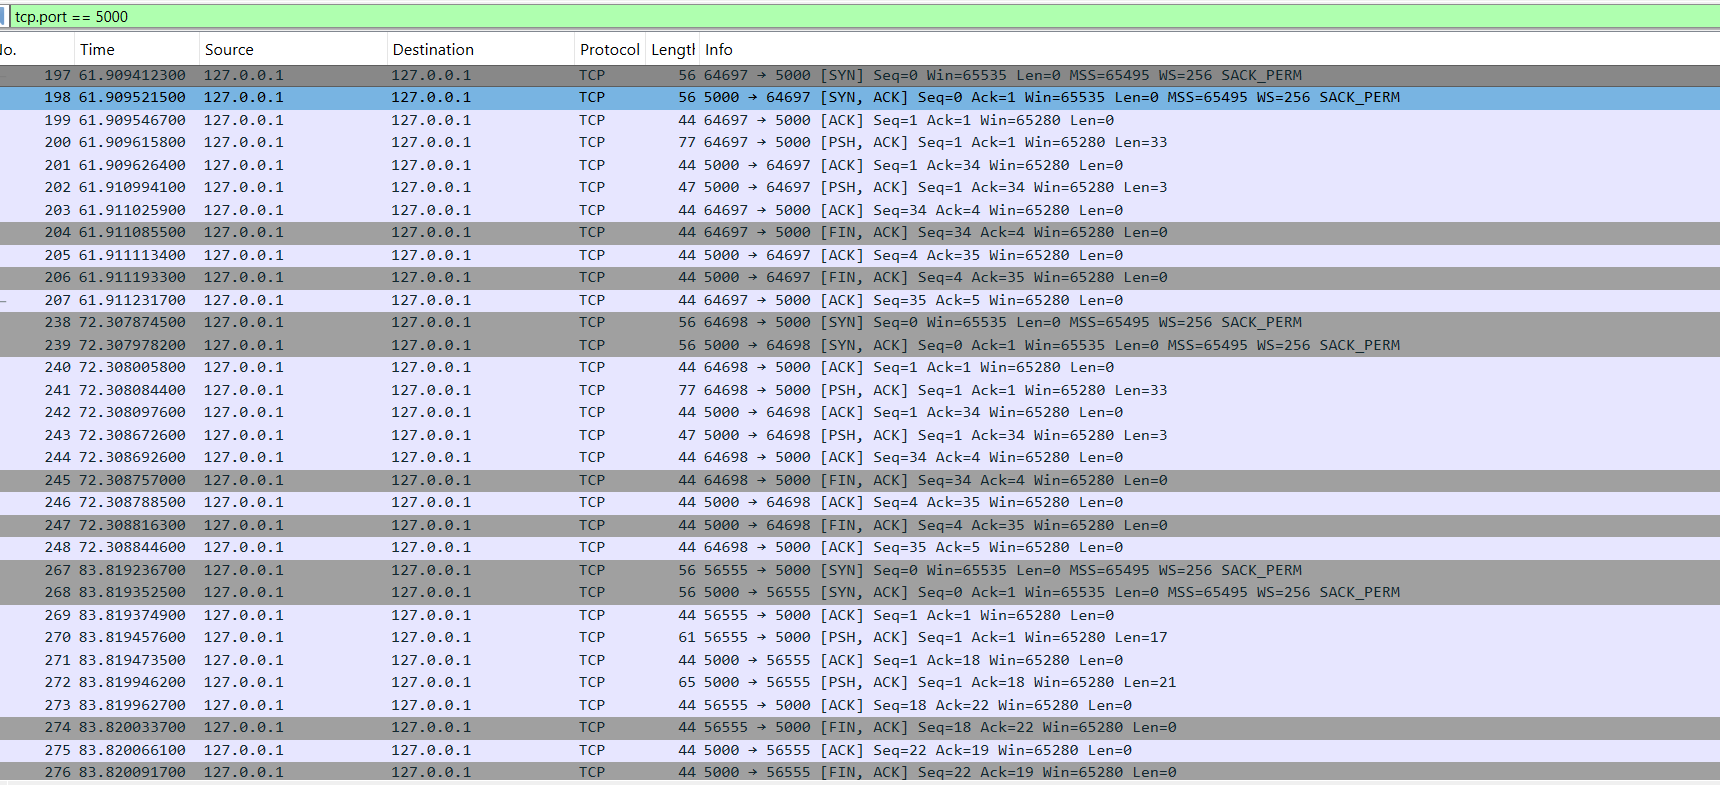 tcp.port == 5000
No. Time Source Destination Protocol Length Info
197 61.909412300 127.0.0.1 127.0.0.1 TCP 56 64697 → 5000 [SYN] Seq=0 Win=65535 Len=0 MSS=65495 WS=256 SACK_PERM
198 61.909521500 127.0.0.1 127.0.0.1 TCP 56 5000 → 64697 [SYN, ACK] Seq=0 Ack=1 Win=65535 Len=0 MSS=65495 WS=256 SACK_PERM
199 61.909546700 127.0.0.1 127.0.0.1 TCP 44 64697 → 5000 [ACK] Seq=1 Ack=1 Win=65280 Len=0
200 61.909615800 127.0.0.1 127.0.0.1 TCP 77 64697 → 5000 [PSH, ACK] Seq=1 Ack=1 Win=65280 Len=33
201 61.909626400 127.0.0.1 127.0.0.1 TCP 44 5000 → 64697 [ACK] Seq=1 Ack=34 Win=65280 Len=0
202 61.910994100 127.0.0.1 127.0.0.1 TCP 47 5000 → 64697 [PSH, ACK] Seq=1 Ack=34 Win=65280 Len=3
203 61.911025900 127.0.0.1 127.0.0.1 TCP 44 64697 → 5000 [ACK] Seq=34 Ack=4 Win=65280 Len=0
204 61.911085500 127.0.0.1 127.0.0.1 TCP 44 64697 → 5000 [FIN, ACK] Seq=34 Ack=4 Win=65280 Len=0
205 61.911113400 127.0.0.1 127.0.0.1 TCP 44 5000 → 64697 [ACK] Seq=4 Ack=35 Win=65280 Len=0
206 61.911193300 127.0.0.1 127.0.0.1 TCP 44 5000 → 64697 [FIN, ACK] Seq=4 Ack=35 Win=65280 Len=0
207 61.911231700 127.0.0.1 127.0.0.1 TCP 44 64697 → 5000 [ACK] Seq=35 Ack=5 Win=65280 Len=0
238 72.307874500 127.0.0.1 127.0.0.1 TCP 56 64698 → 5000 [SYN] Seq=0 Win=65535 Len=0 MSS=65495 WS=256 SACK_PERM
239 72.307978200 127.0.0.1 127.0.0.1 TCP 56 5000 → 64698 [SYN, ACK] Seq=0 Ack=1 Win=65535 Len=0 MSS=65495 WS=256 SACK_PERM
240 72.308005800 127.0.0.1 127.0.0.1 TCP 44 64698 → 5000 [ACK] Seq=1 Ack=1 Win=65280 Len=0
241 72.308084400 127.0.0.1 127.0.0.1 TCP 77 64698 → 5000 [PSH, ACK] Seq=1 Ack=1 Win=65280 Len=33
242 72.308097600 127.0.0.1 127.0.0.1 TCP 44 5000 → 64698 [ACK] Seq=1 Ack=34 Win=65280 Len=0
243 72.308672600 127.0.0.1 127.0.0.1 TCP 47 5000 → 64698 [PSH, ACK] Seq=1 Ack=34 Win=65280 Len=3
244 72.308692600 127.0.0.1 127.0.0.1 TCP 44 64698 → 5000 [ACK] Seq=34 Ack=4 Win=65280 Len=0
245 72.308757000 127.0.0.1 127.0.0.1 TCP 44 64698 → 5000 [FIN, ACK] Seq=34 Ack=4 Win=65280 Len=0
246 72.308788500 127.0.0.1 127.0.0.1 TCP 44 5000 → 64698 [ACK] Seq=4 Ack=35 Win=65280 Len=0
247 72.308816300 127.0.0.1 127.0.0.1 TCP 44 5000 → 64698 [FIN, ACK] Seq=4 Ack=35 Win=65280 Len=0
248 72.308844600 127.0.0.1 127.0.0.1 TCP 44 64698 → 5000 [ACK] Seq=35 Ack=5 Win=65280 Len=0
267 83.819236700 127.0.0.1 127.0.0.1 TCP 56 56555 → 5000 [SYN] Seq=0 Win=65535 Len=0 MSS=65495 WS=256 SACK_PERM
268 83.819352500 127.0.0.1 127.0.0.1 TCP 56 5000 → 56555 [SYN, ACK] Seq=0 Ack=1 Win=65535 Len=0 MSS=65495 WS=256 SACK_PERM
269 83.819374900 127.0.0.1 127.0.0.1 TCP 44 56555 → 5000 [ACK] Seq=1 Ack=1 Win=65280 Len=0
270 83.819457600 127.0.0.1 127.0.0.1 TCP 61 56555 → 5000 [PSH, ACK] Seq=1 Ack=1 Win=65280 Len=17
271 83.819473500 127.0.0.1 127.0.0.1 TCP 44 5000 → 56555 [ACK] Seq=1 Ack=18 Win=65280 Len=0
272 83.819946200 127.0.0.1 127.0.0.1 TCP 65 5000 → 56555 [PSH, ACK] Seq=1 Ack=18 Win=65280 Len=21
273 83.819962700 127.0.0.1 127.0.0.1 TCP 44 56555 → 5000 [ACK] Seq=18 Ack=22 Win=65280 Len=0
274 83.820033700 127.0.0.1 127.0.0.1 TCP 44 56555 → 5000 [FIN, ACK] Seq=18 Ack=22 Win=65280 Len=0
275 83.820066100 127.0.0.1 127.0.0.1 TCP 44 5000 → 56555 [ACK] Seq=22 Ack=19 Win=65280 Len=0
276 83.820091700 127.0.0.1 127.0.0.1 TCP 44 5000 → 56555 [FIN, ACK] Seq=22 Ack=19 Win=65280 Len=0